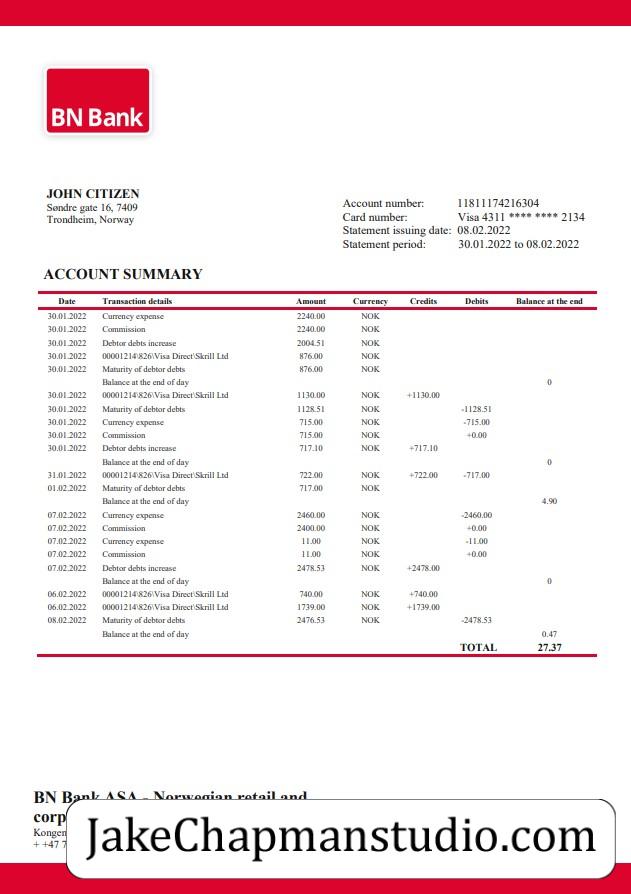 BN Bank
JOHN CITIZEN
Søndre gate 16, 7409
Trondheim, Norway
Account number: 11811174216304
Card number: Visa 4311 **** **** 2134
Statement issuing date: 08.02.2022
Statement period: 30.01.2022 to 08.02.2022
ACCOUNT SUMMARY
Date Transaction details Amount Currency Credits Debits Balance at the end
30.01.2022 Currency expense 2240.00 NOK
30.01.2022 Commission 2240.00 NOK
30.01.2022 Debtor debts increase 2004.51 NOK
30.01.2022 00001214\826\Visa Direct\Skrill Ltd 876.00 NOK
30.01.2022 Maturity of debtor debts 876.00 NOK
Balance at the end of day 0
30.01.2022 00001214\826\Visa Direct\Skrill Ltd 1130.00 NOK +1130.00
30.01.2022 Maturity of debtor debts 1128.51 NOK -1128.51
30.01.2022 Currency expense 715.00 NOK -715.00
30.01.2022 Commission 715.00 NOK +0.00
30.01.2022 Debtor debts increase 717.10 NOK +717.10
Balance at the end of day 0
31.01.2022 00001214\826\Visa Direct\Skrill Ltd 722.00 NOK +722.00 -717.00
01.02.2022 Maturity of debtor debts 717.00 NOK
Balance at the end of day 4.90
07.02.2022 Currency expense 2460.00 NOK -2460.00
07.02.2022 Commission 2400.00 NOK +0.00
07.02.2022 Currency expense 11.00 NOK -11.00
07.02.2022 Commission 11.00 NOK +0.00
07.02.2022 Debtor debts increase 2478.53 NOK +2478.00
Balance at the end of day 0
06.02.2022 00001214\826\Visa Direct\Skrill Ltd 740.00 NOK +740.00
06.02.2022 00001214\826\Visa Direct\Skrill Ltd 1739.00 NOK +1739.00
08.02.2022 Maturity of debtor debts 2476.53 NOK -2478.53
Balance at the end of day 0.47
TOTAL 27.37
BN Bank ASA - Norwegian retail and
corp
Kongen
+ +47 7
JakeChapmanstudio.com